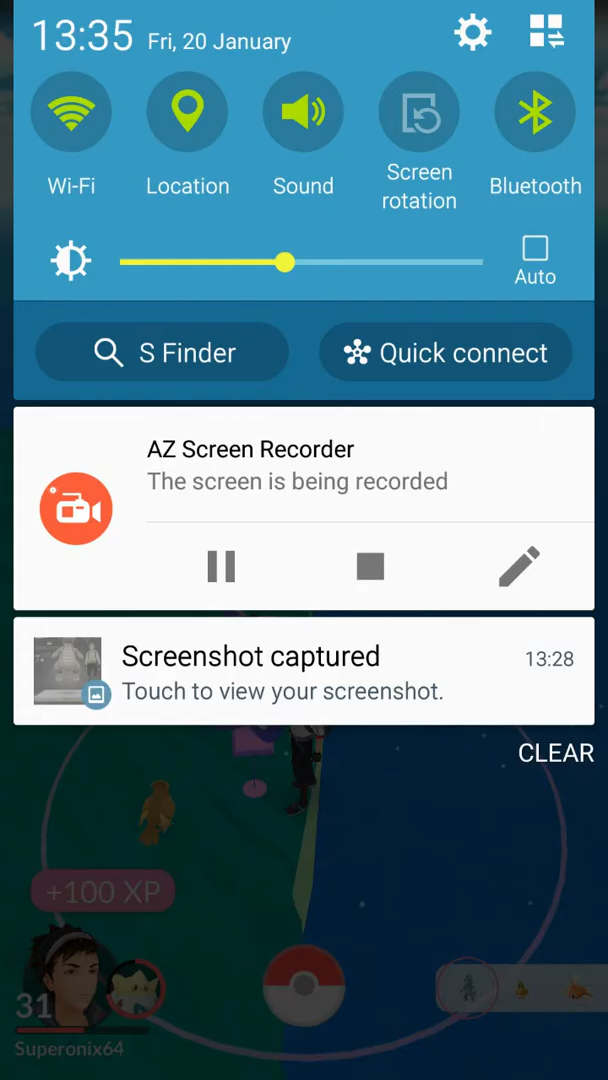 13:35 Fri, 20 January
Wi-Fi
Location
Sound
Screen
rotation
Bluetooth
Auto
S Finder
Quick connect
AZ Screen Recorder
The screen is being recorded
Screenshot captured 13:28
Touch to view your screenshot.
CLEAR
+100 XP
31
Superonix64